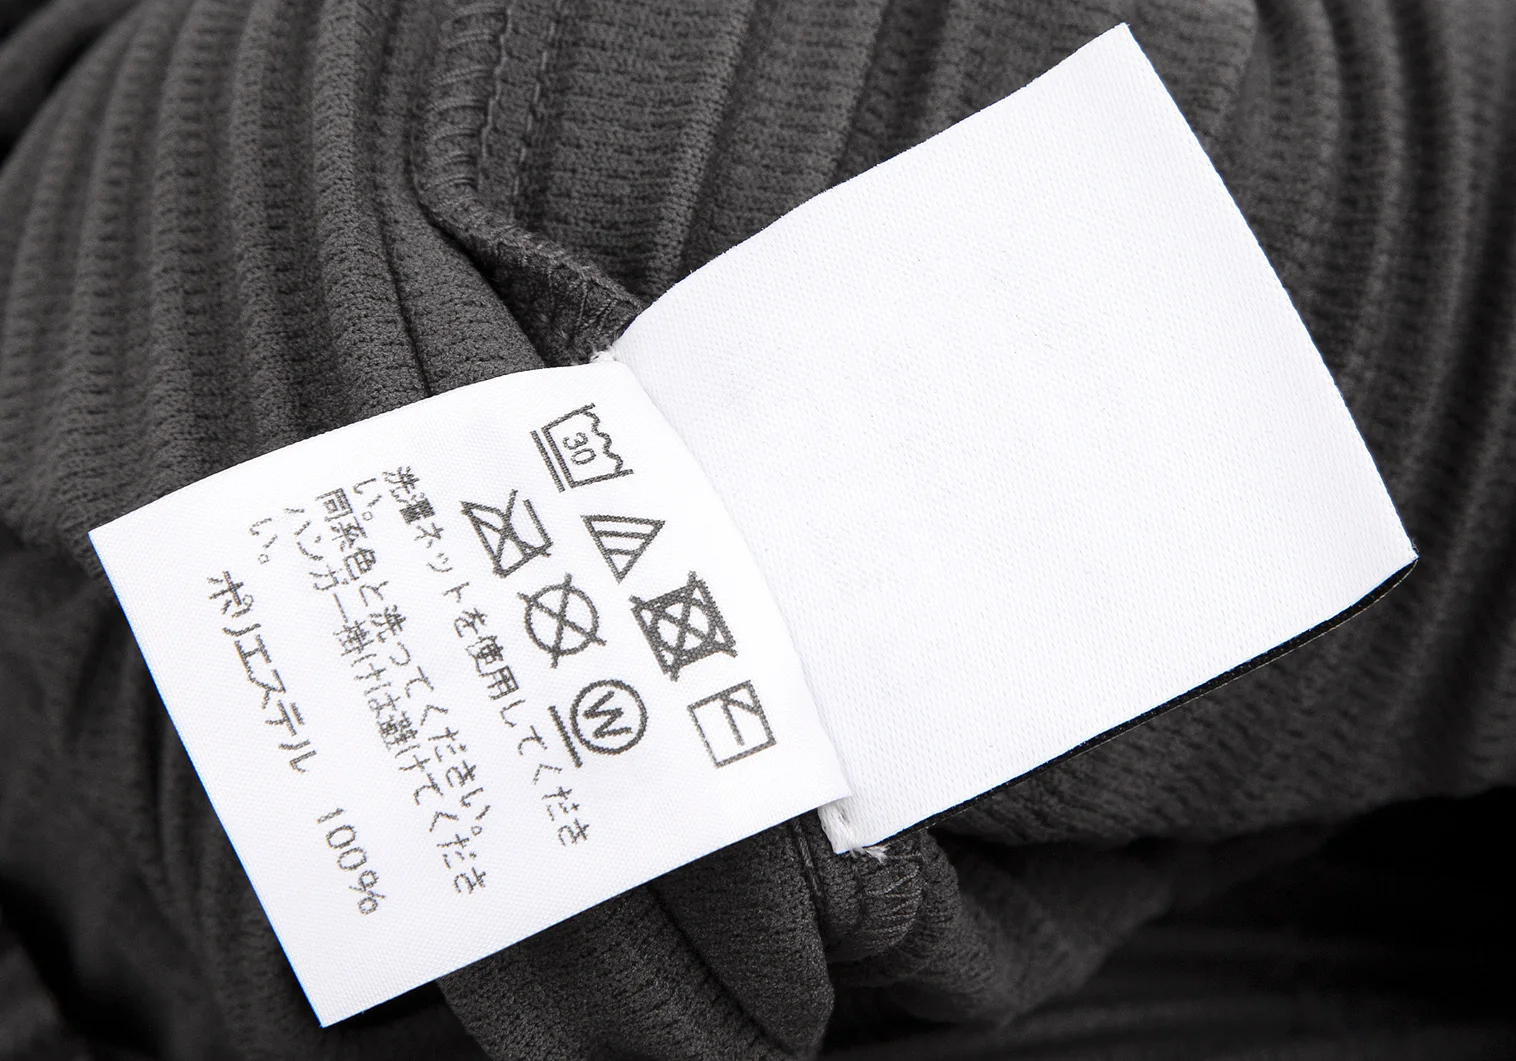 30
W
洗濯ネットを使用してくださ
い。
同系色と洗ってください。
ハンガー掛けは避けてくださ
い。
ポリエステル 100%